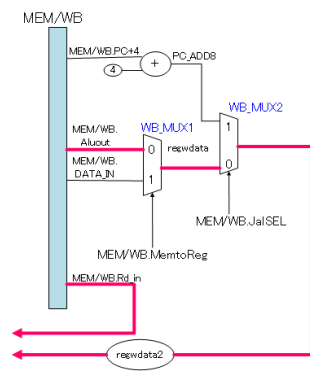 MEM/WB
MEM/WB.PC+4
PC_ADD8
4
+
WB_MUX2
MEM/WB.
Aluout
WB_MUX1
1
0
regwdata
MEM/WB.
DATA_IN
1
0
MEM/WB.JalSEL
MEM/WB.MemtoReg
MEM/WB.Rd_in
regwdata2